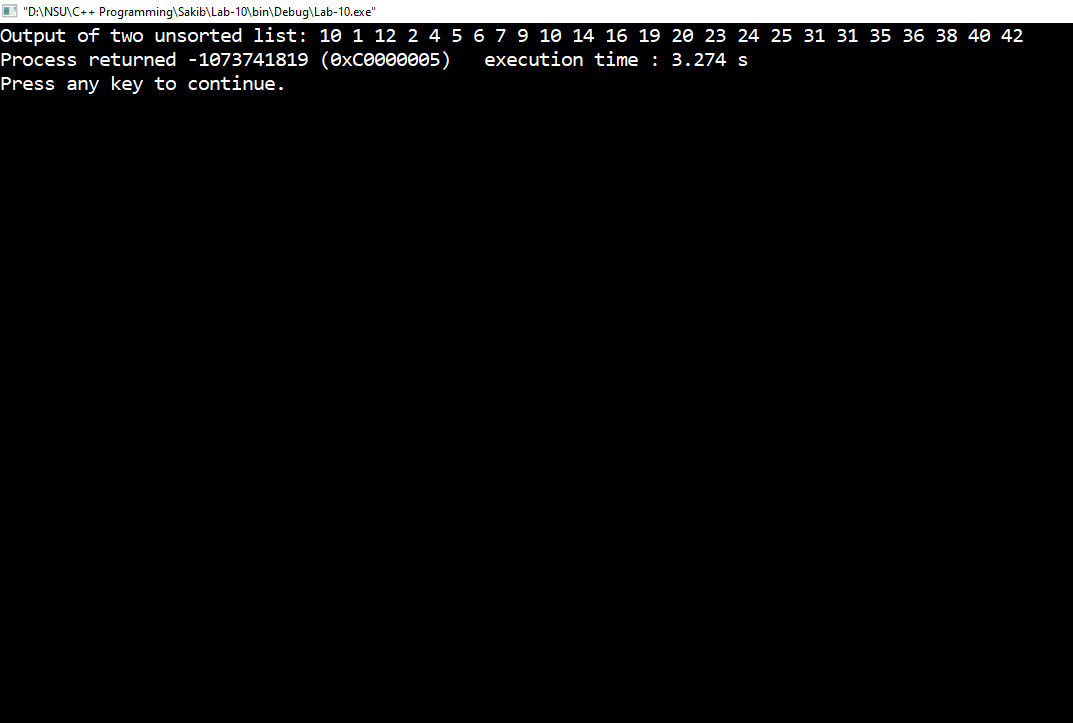 "D:\NSU\C++ Programming\Sakib\Lab-10\bin\Debug\Lab-10.exe"
Output of two unsorted list: 10 1 12 2 4 5 6 7 9 10 14 16 19 20 23 24 25 31 31 35 36 38 40 42
Process returned -1073741819 (0xC0000005)   execution time : 3.274 s
Press any key to continue.